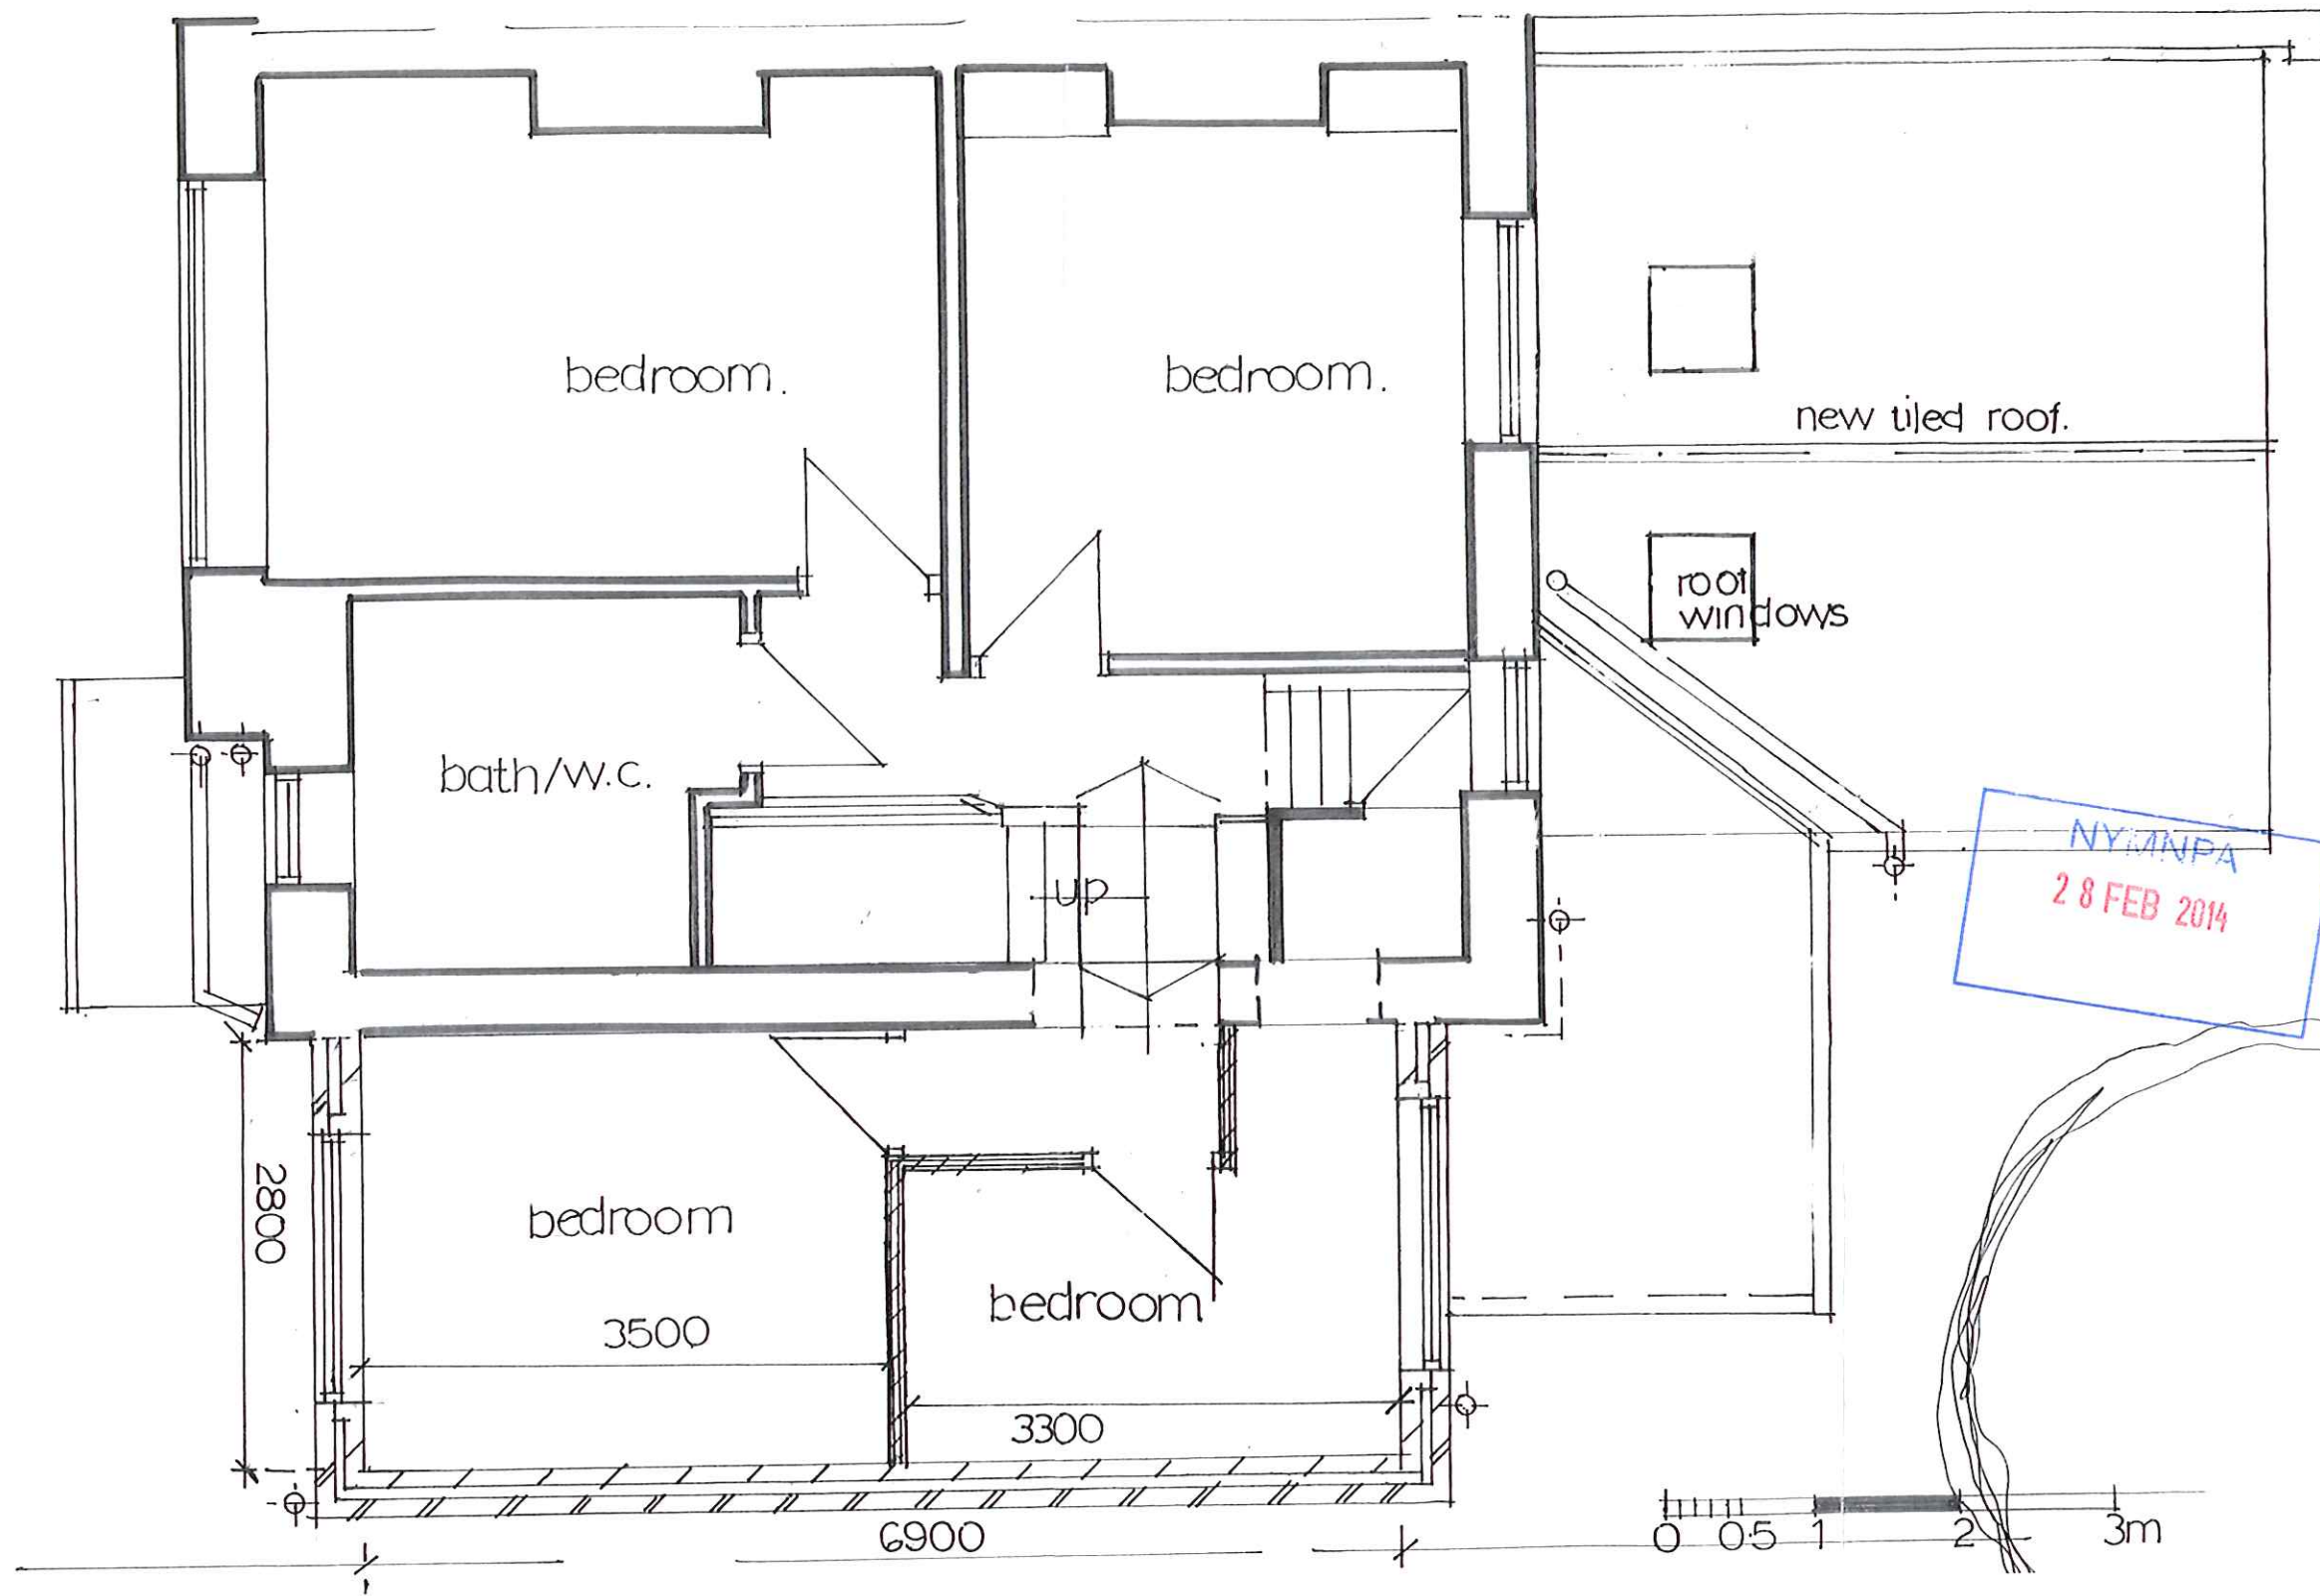 bedroom.
bedroom.
new tiled roof.
roof
windows
bath/w.c.
up
NYMNPA
28 FEB 2014
2800
bedroom
bedroom
3500
3300
6900
0 0.5 1 2 3m